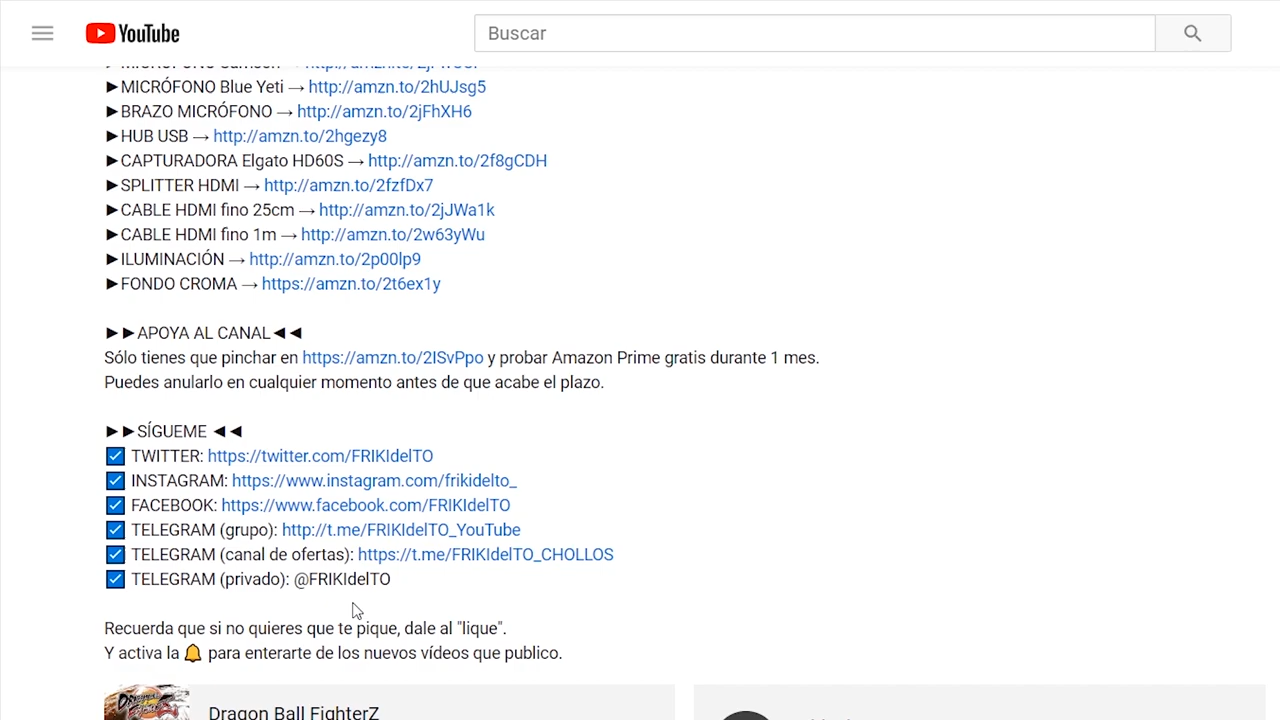 YouTube
Buscar
►MICRÓFONO Blue Yeti → http://amzn.to/2hUJsg5
►BRAZO MICRÓFONO → http://amzn.to/2jFhXH6
►HUB USB → http://amzn.to/2hgezy8
►CAPTURADORA Elgato HD60S → http://amzn.to/2f8gCDH
►SPLITTER HDMI → http://amzn.to/2fzfDx7
►CABLE HDMI fino 25cm → http://amzn.to/2jJWa1k
►CABLE HDMI fino 1m → http://amzn.to/2w63yWu
►ILUMINACIÓN → http://amzn.to/2p00lp9
►FONDO CROMA → https://amzn.to/2t6ex1y
►►APOYA AL CANAL◄◄
Sólo tienes que pinchar en https://amzn.to/2ISvPpo y probar Amazon Prime gratis durante 1 mes.
Puedes anularlo en cualquier momento antes de que acabe el plazo.
►►SÍGUEME ◄◄
☑ TWITTER: https://twitter.com/FRIKIdelTO
☑ INSTAGRAM: https://www.instagram.com/frikidelto_
☑ FACEBOOK: https://www.facebook.com/FRIKIdelTO
☑ TELEGRAM (grupo): http://t.me/FRIKIdelTO_YouTube
☑ TELEGRAM (canal de ofertas): https://t.me/FRIKIdelTO_CHOLLOS
☑ TELEGRAM (privado): @FRIKIdelTO
Recuerda que si no quieres que te pique, dale al "lique".
Y activa la 🔔 para enterarte de los nuevos vídeos que publico.
Dragon Ball FighterZ